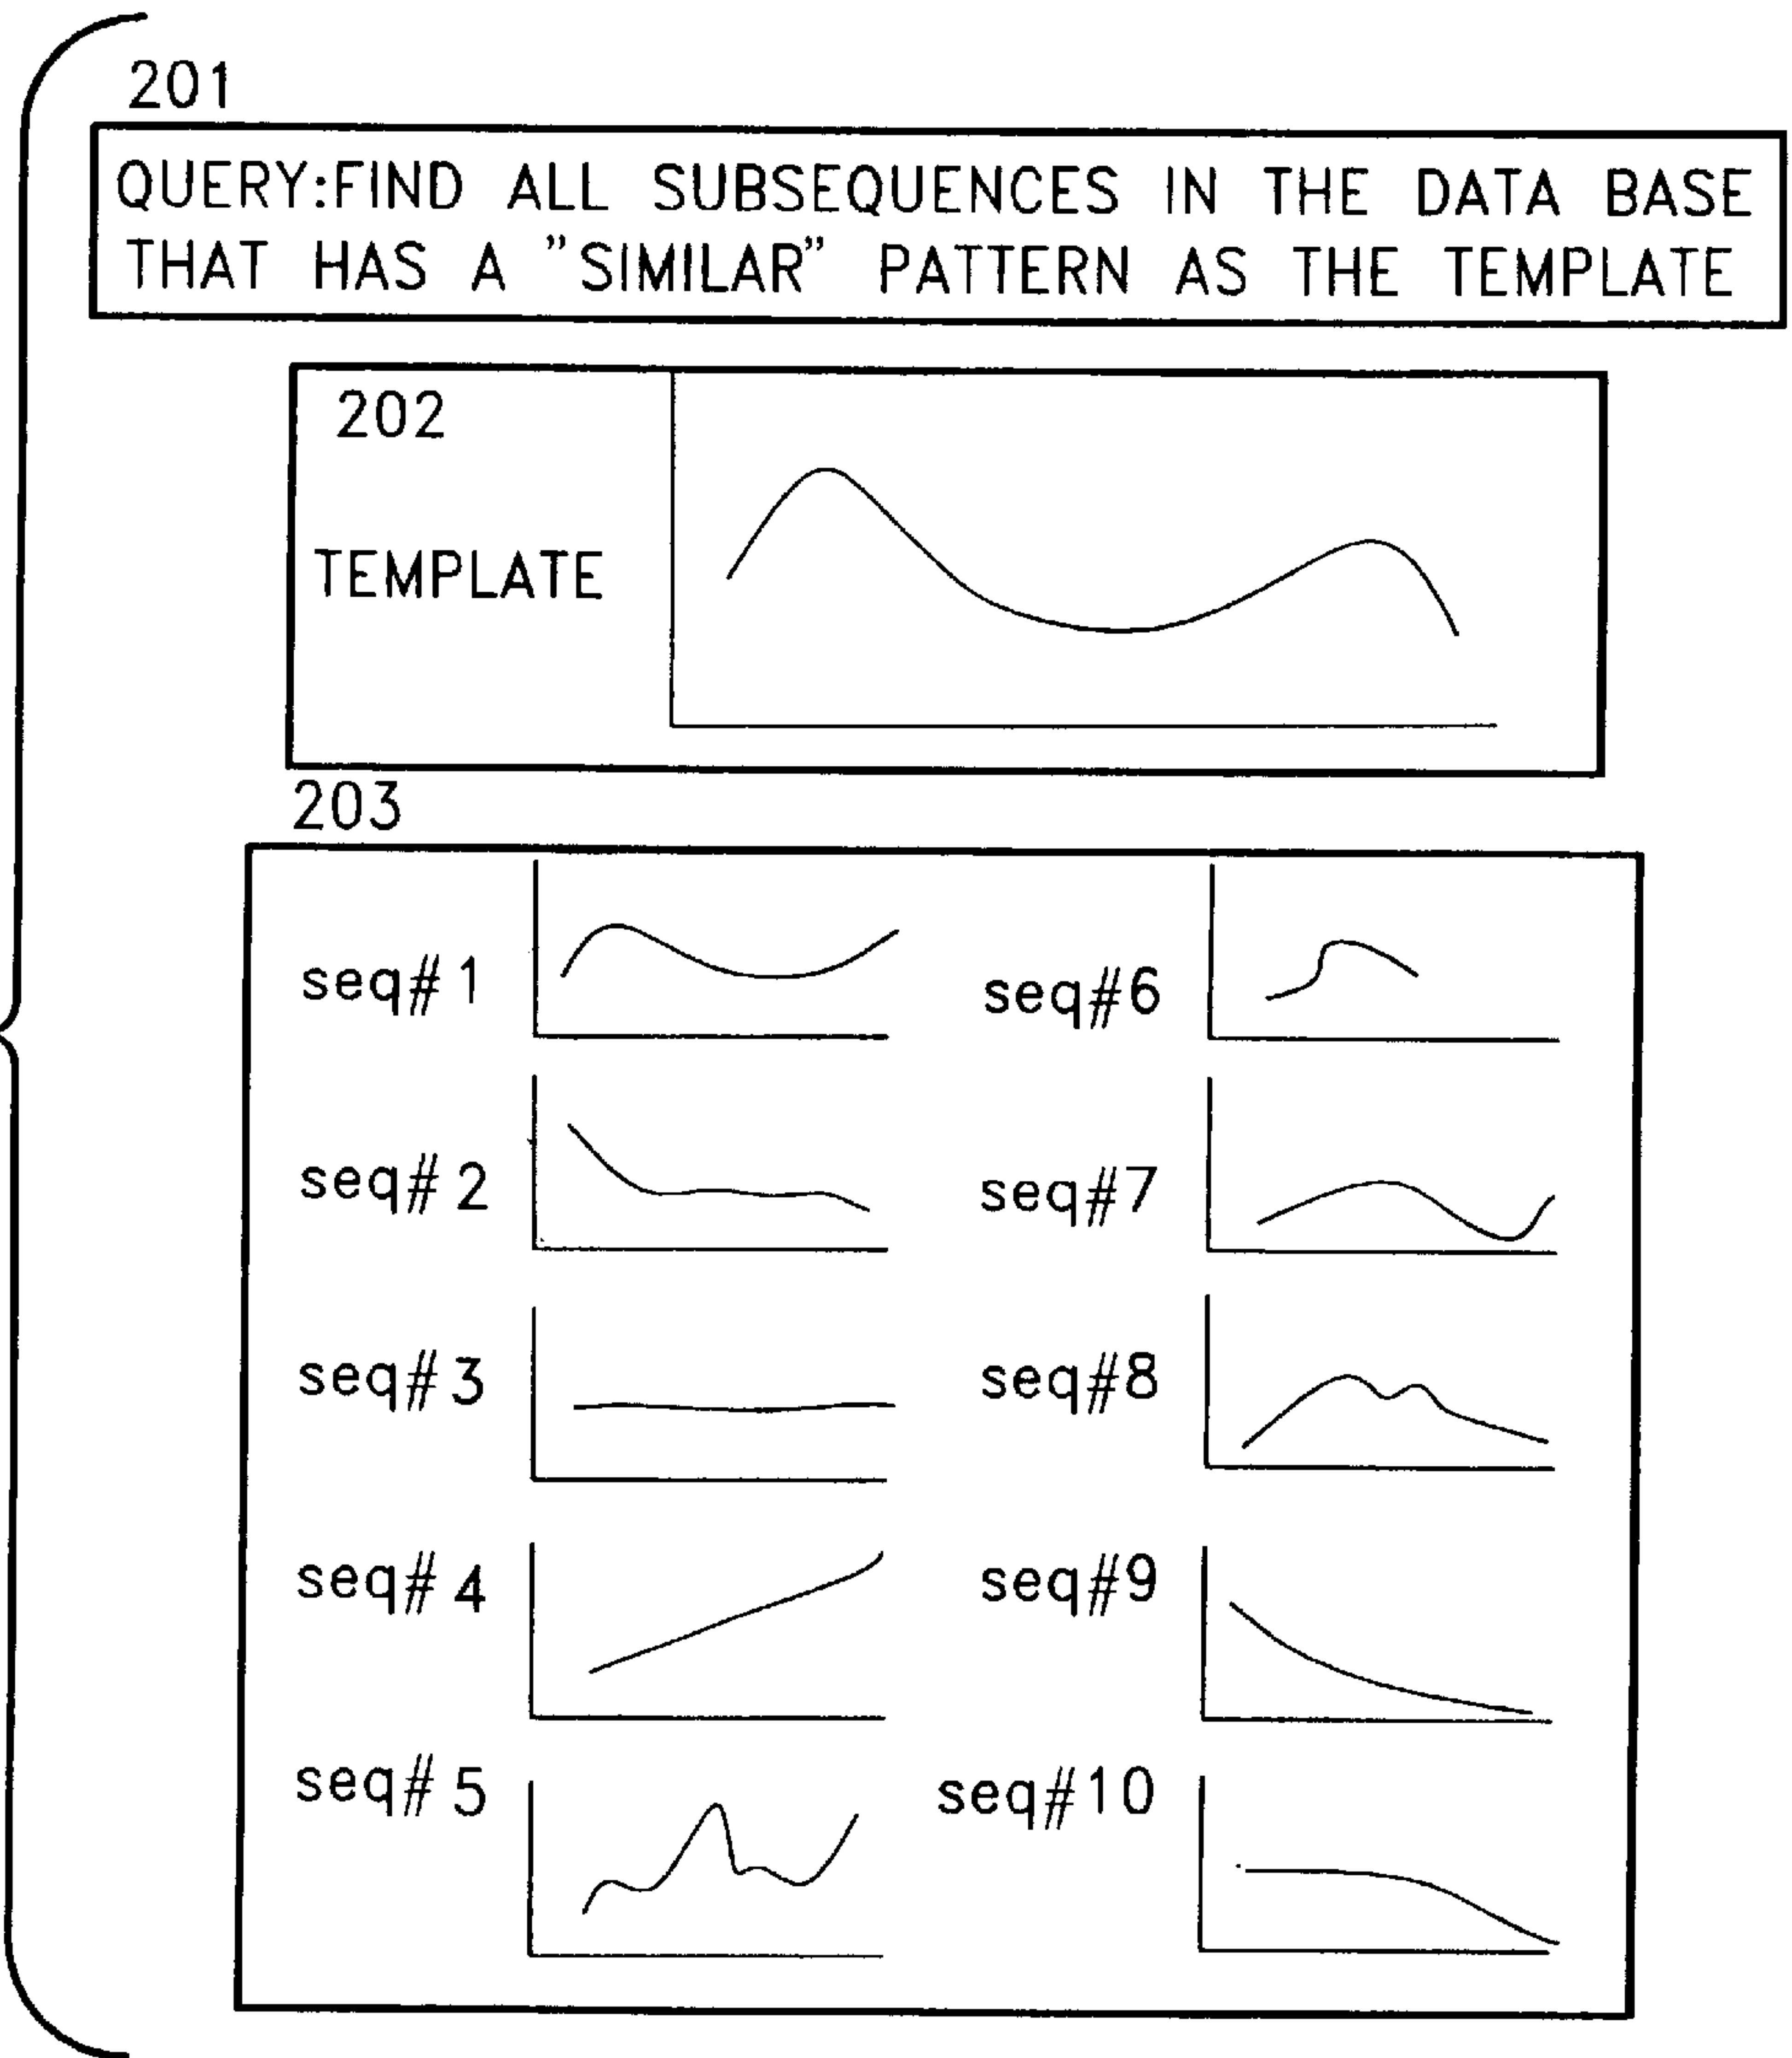 201
QUERY:FIND ALL SUBSEQUENCES IN THE DATA BASE
THAT HAS A "SIMILAR" PATTERN AS THE TEMPLATE
202
TEMPLATE
203
seq#1
seq#2
seq#3
seq#4
seq#5
seq#6
seq#7
seq#8
seq#9
seq#10